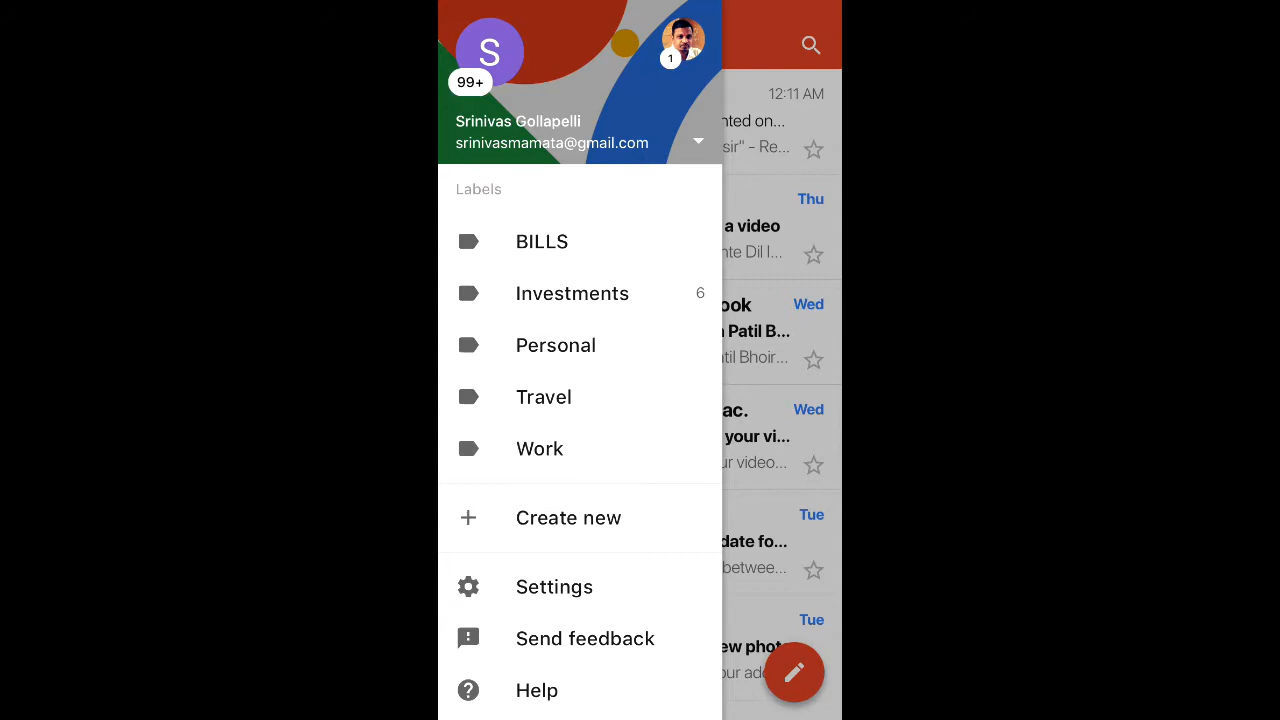 S
99+
1
Srinivas Gollapelli
srinivasmamata@gmail.com
Labels
BILLS
Investments 6
Personal
Travel
Work
Create new
Settings
Send feedback
Help
12:11 AM
nted on...
sir" - Re...
Thu
a video
nte Dil I...
ook Wed
Patil B...
til Bhoir...
ac. Wed
your vi...
ur video...
Tue
date fo...
betwee...
Tue
ew phot
our add